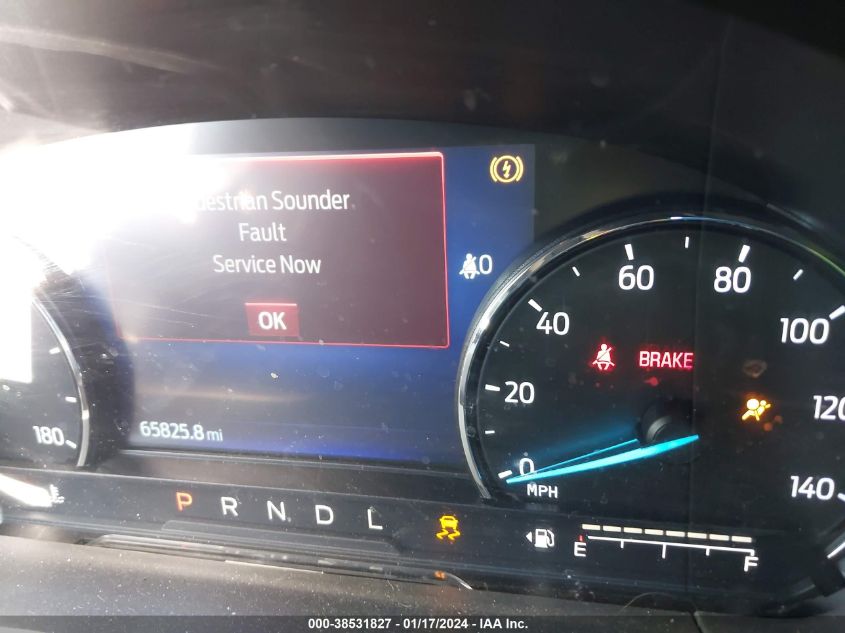 Sounder
Fault
Service Now
OK
0
65825.8 mi
180
0
20
40
60
80
100
120
140
MPH
BRAKE
P R N D L
E F
000-38531827 - 01/17/2024 - IAA Inc.